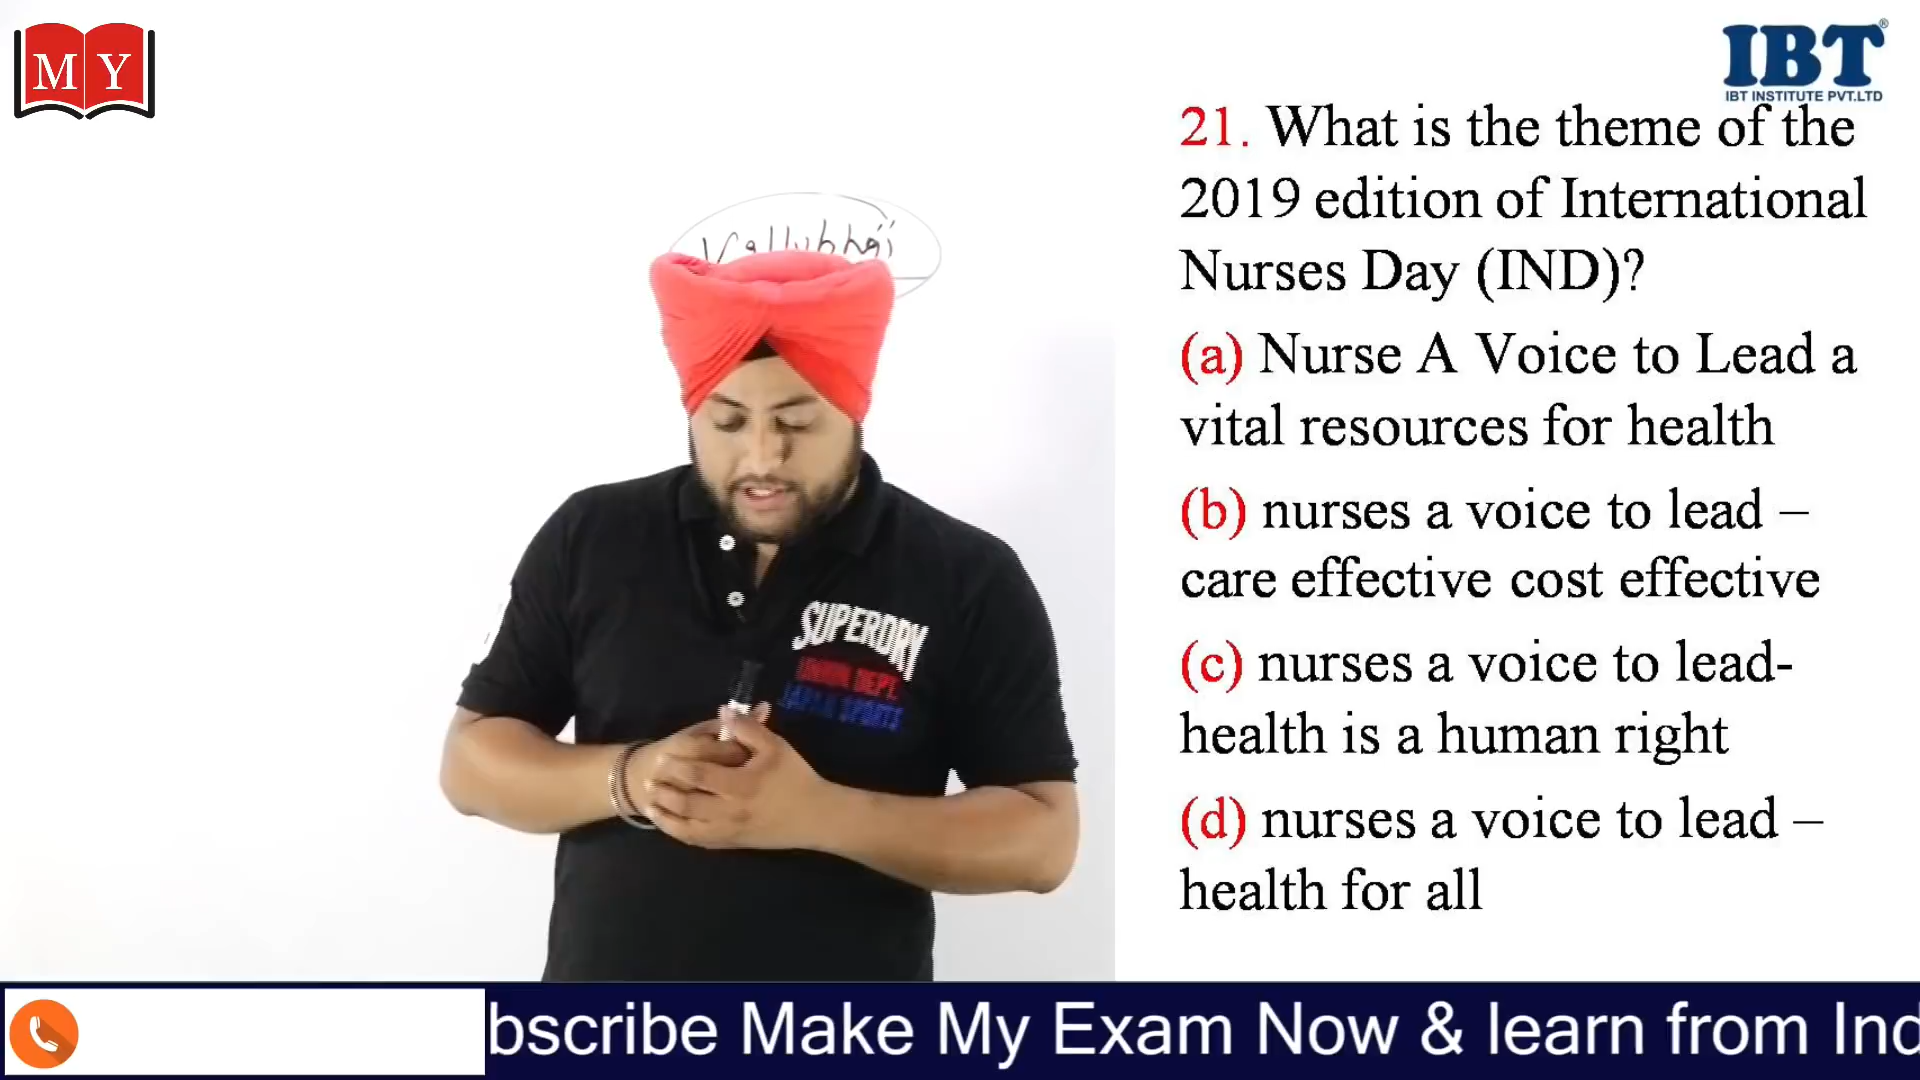 M Y
IBT
IBT INSTITUTE PVT.LTD
21. What is the theme of the
2019 edition of International
Nurses Day (IND)?
(a) Nurse A Voice to Lead a
vital resources for health
(b) nurses a voice to lead –
care effective cost effective
(c) nurses a voice to lead-
health is a human right
(d) nurses a voice to lead –
health for all
Vallubhai
SUPERDRY
JAPAN SPORTS
bscribe Make My Exam Now & learn from Ind